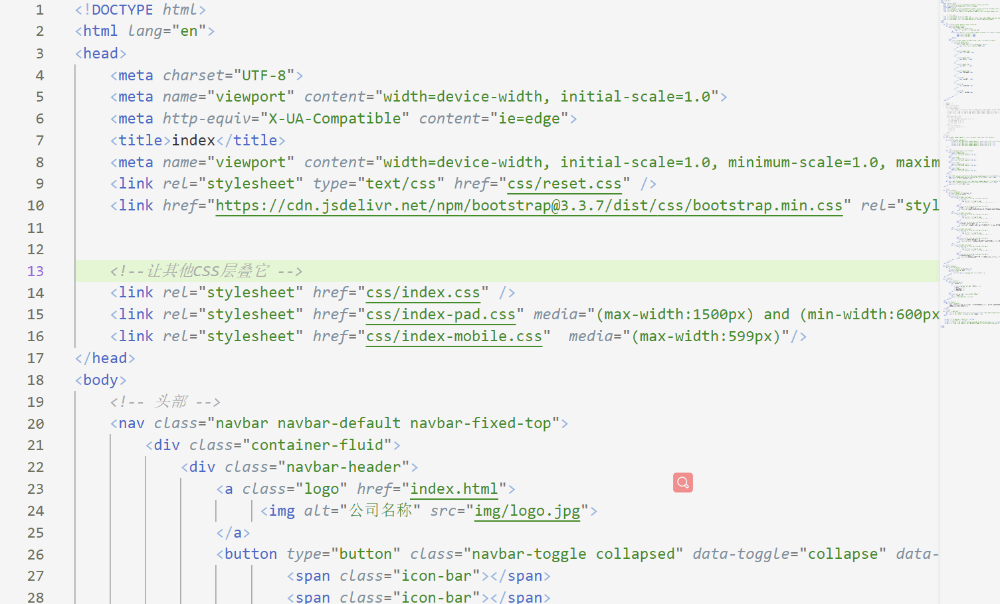 1 <!DOCTYPE html>
2 <html lang="en">
3 <head>
4 <meta charset="UTF-8">
5 <meta name="viewport" content="width=device-width, initial-scale=1.0">
6 <meta http-equiv="X-UA-Compatible" content="ie=edge">
7 <title>index</title>
8 <meta name="viewport" content="width=device-width, initial-scale=1.0, minimum-scale=1.0, maxim
9 <link rel="stylesheet" type="text/css" href="css/reset.css" />
10 <link href="https://cdn.jsdelivr.net/npm/bootstrap@3.3.7/dist/css/bootstrap.min.css" rel="styl
11
12
13 <!--让其他CSS层叠它 -->
14 <link rel="stylesheet" href="css/index.css" />
15 <link rel="stylesheet" href="css/index-pad.css" media="(max-width:1500px) and (min-width:600px
16 <link rel="stylesheet" href="css/index-mobile.css"  media="(max-width:599px)"/>
17 </head>
18 <body>
19 <!-- 头部 -->
20 <nav class="navbar navbar-default navbar-fixed-top">
21 <div class="container-fluid">
22 <div class="navbar-header">
23 <a class="logo" href="index.html">
24 <img alt="公司名称" src="img/logo.jpg">
25 </a>
26 <button type="button" class="navbar-toggle collapsed" data-toggle="collapse" data-
27 <span class="icon-bar"></span>
28 <span class="icon-bar"></span>